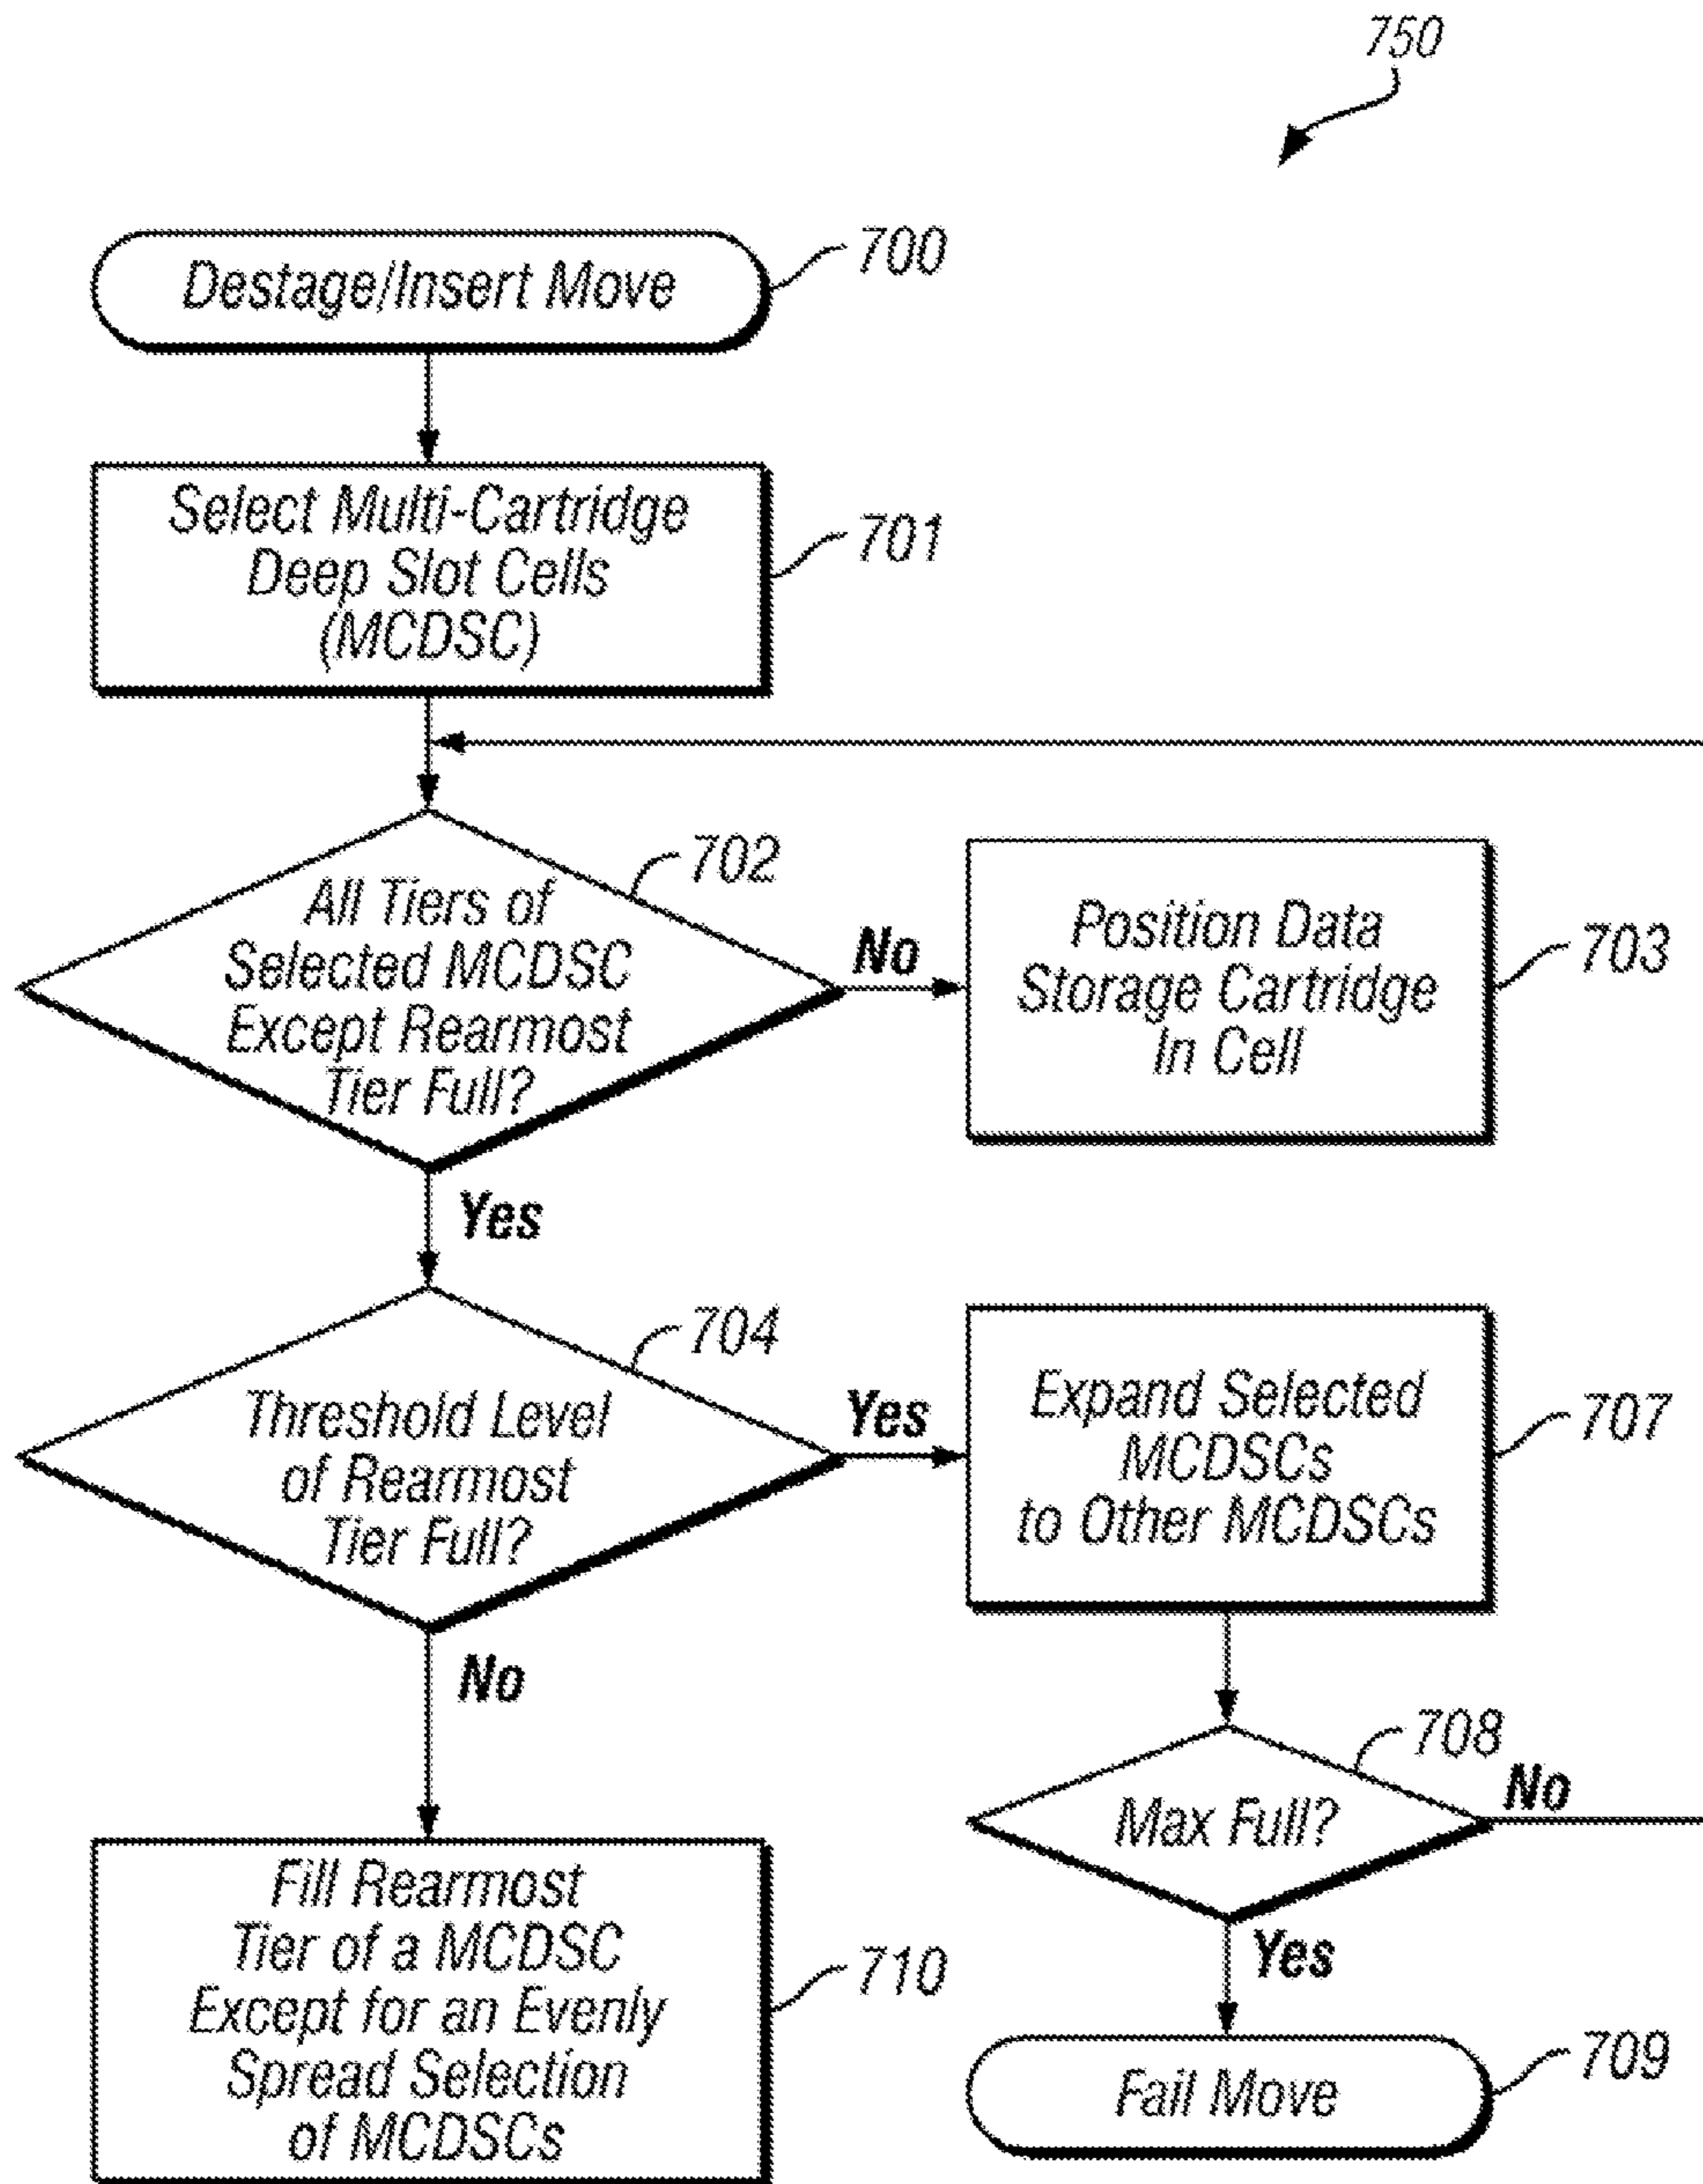 750
Destage/Insert Move
700
Select Multi-Cartridge
Deep Slot Cells
(MCDSC)
701
All Tiers of
Selected MCDSC
Except Rearmost
Tier Full?
702
No
Position Data
Storage Cartridge
In Cell
703
Yes
Threshold Level
of Rearmost
Tier Full?
704
Yes
Expand Selected
MCDSCs
to Other MCDSCs
707
No
Max Full?
708
No
Fill Rearmost
Tier of a MCDSC
Except for an Evenly
Spread Selection
of MCDSCs
710
Yes
Fail Move
709